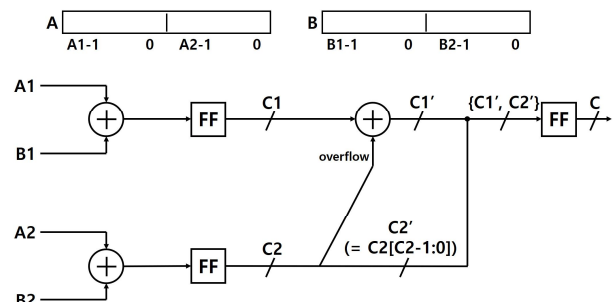 A B
A1-1 0 A2-1 0 B1-1 0 B2-1 0
A1
C1 C1′ {C1′, C2′} C
FF FF
B1
overflow
A2
C2 C2′
(= C2[C2-1:0])
FF
B2